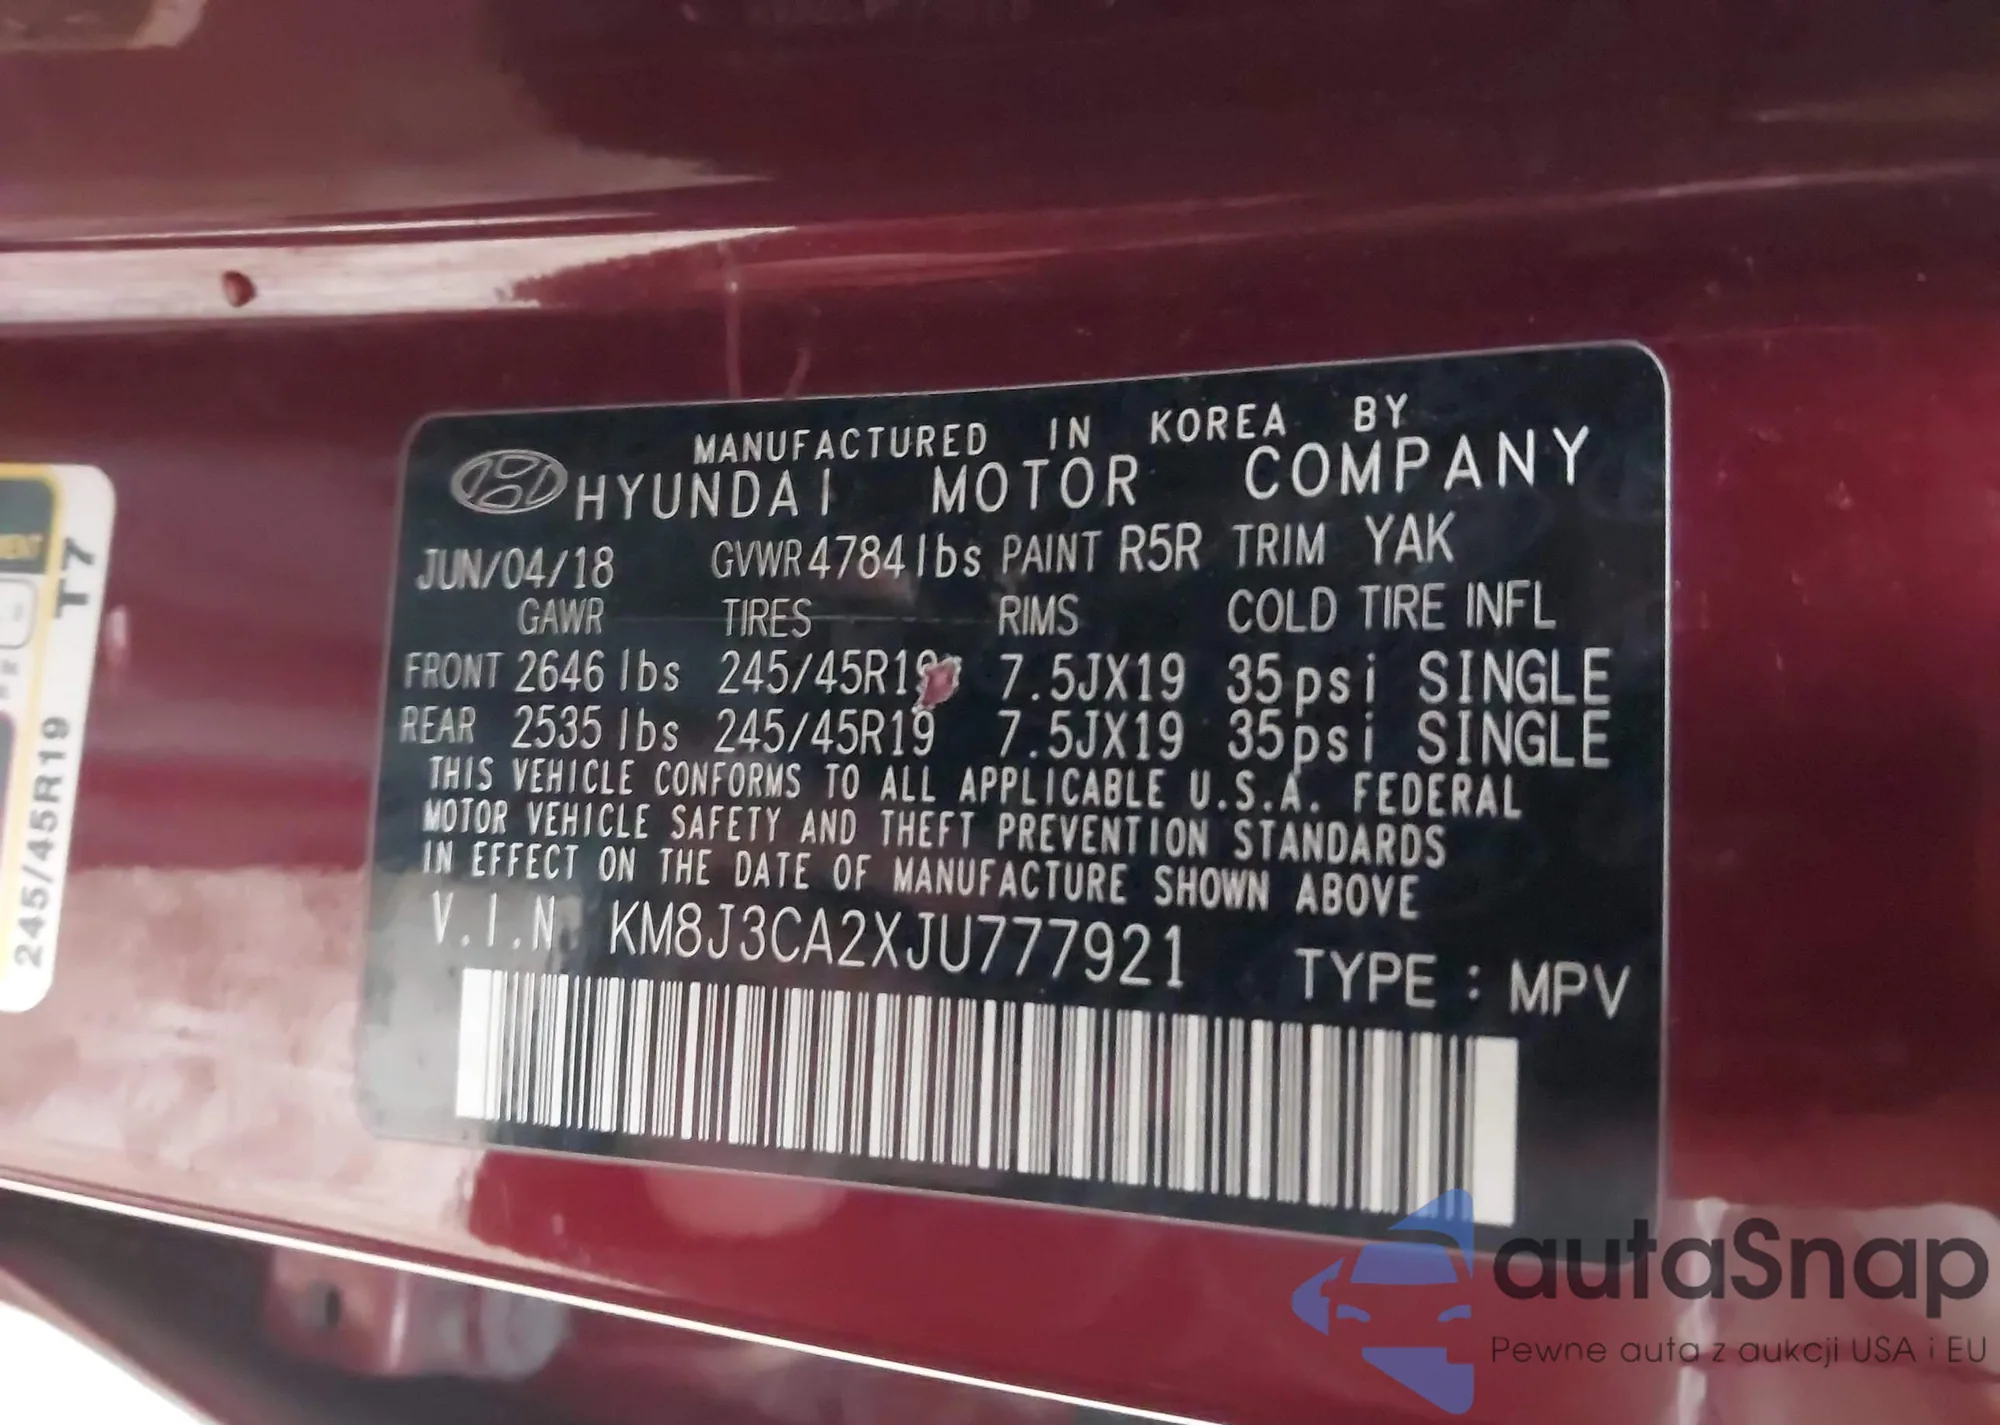 MANUFACTURED IN KOREA BY
HYUNDAI MOTOR COMPANY
JUN/04/18 GVWR 4784 lbs PAINT R5R TRIM YAK
GAWR TIRES RIMS COLD TIRE INFL
FRONT 2646 lbs 245/45R19 7.5JX19 35psi SINGLE
REAR 2535 lbs 245/45R19 7.5JX19 35psi SINGLE
THIS VEHICLE CONFORMS TO ALL APPLICABLE U.S.A. FEDERAL
MOTOR VEHICLE SAFETY AND THEFT PREVENTION STANDARDS
IN EFFECT ON THE DATE OF MANUFACTURE SHOWN ABOVE
V.I.N KM8J3CA2XJU777921 TYPE : MPV
245/45R19 T7
autaSnap
Pewne auta z aukcji USA i EU